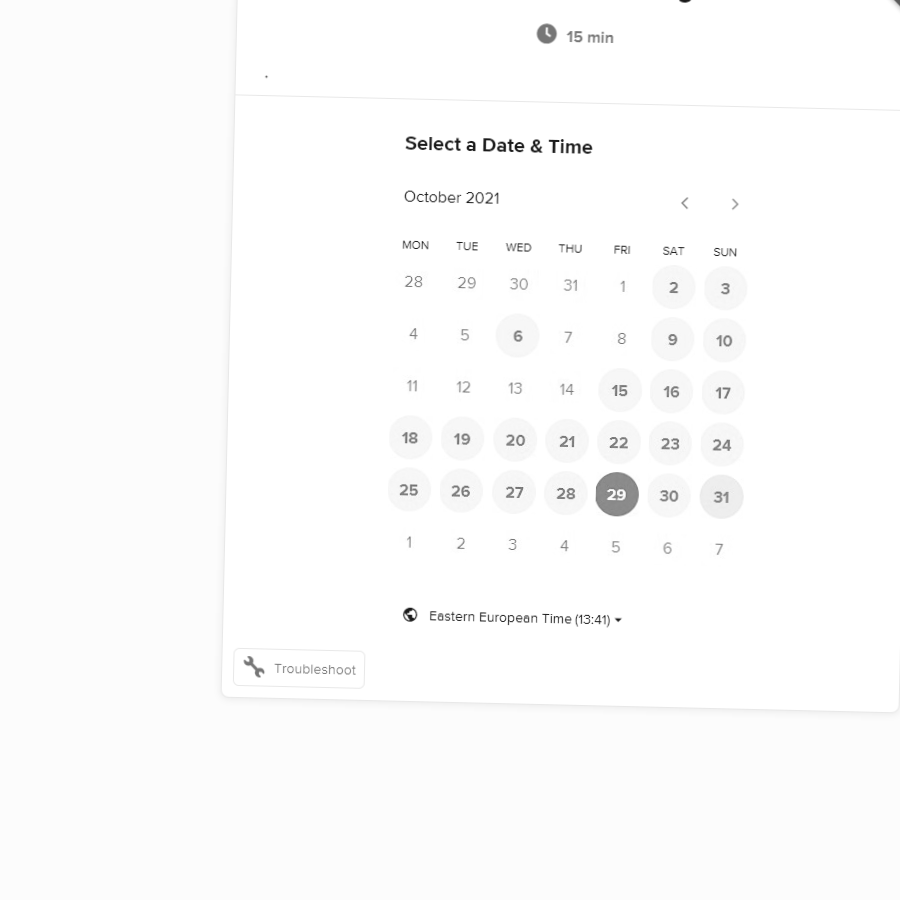 15 min
.
Select a Date & Time
October 2021
MON TUE WED THU FRI SAT SUN
28 29 30 31 1 2 3
4 5 6 7 8 9 10
11 12 13 14 15 16 17
18 19 20 21 22 23 24
25 26 27 28 29 30 31
1 2 3 4 5 6 7
Eastern European Time (13:41)
Troubleshoot